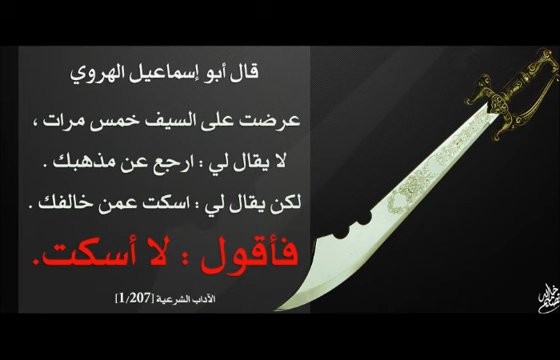 قال أبو إسماعيل الهروي
عرضت على السيف خمس مرات ،
لا يقال لي : ارجع عن مذهبك .
لكن يقال لي : اسكت عمن خالفك .
فأقول : لا أسكت.
الآداب الشرعية [1/207]